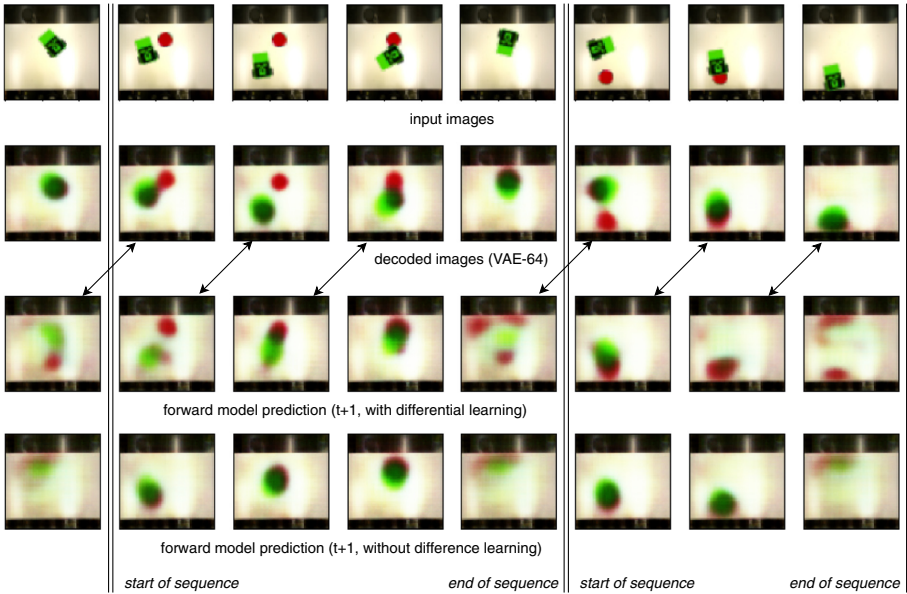 input images
decoded images (VAE-64)
forward model prediction (t+1, with differential learning)
forward model prediction (t+1, without difference learning)
start of sequence
end of sequence
start of sequence
end of sequence